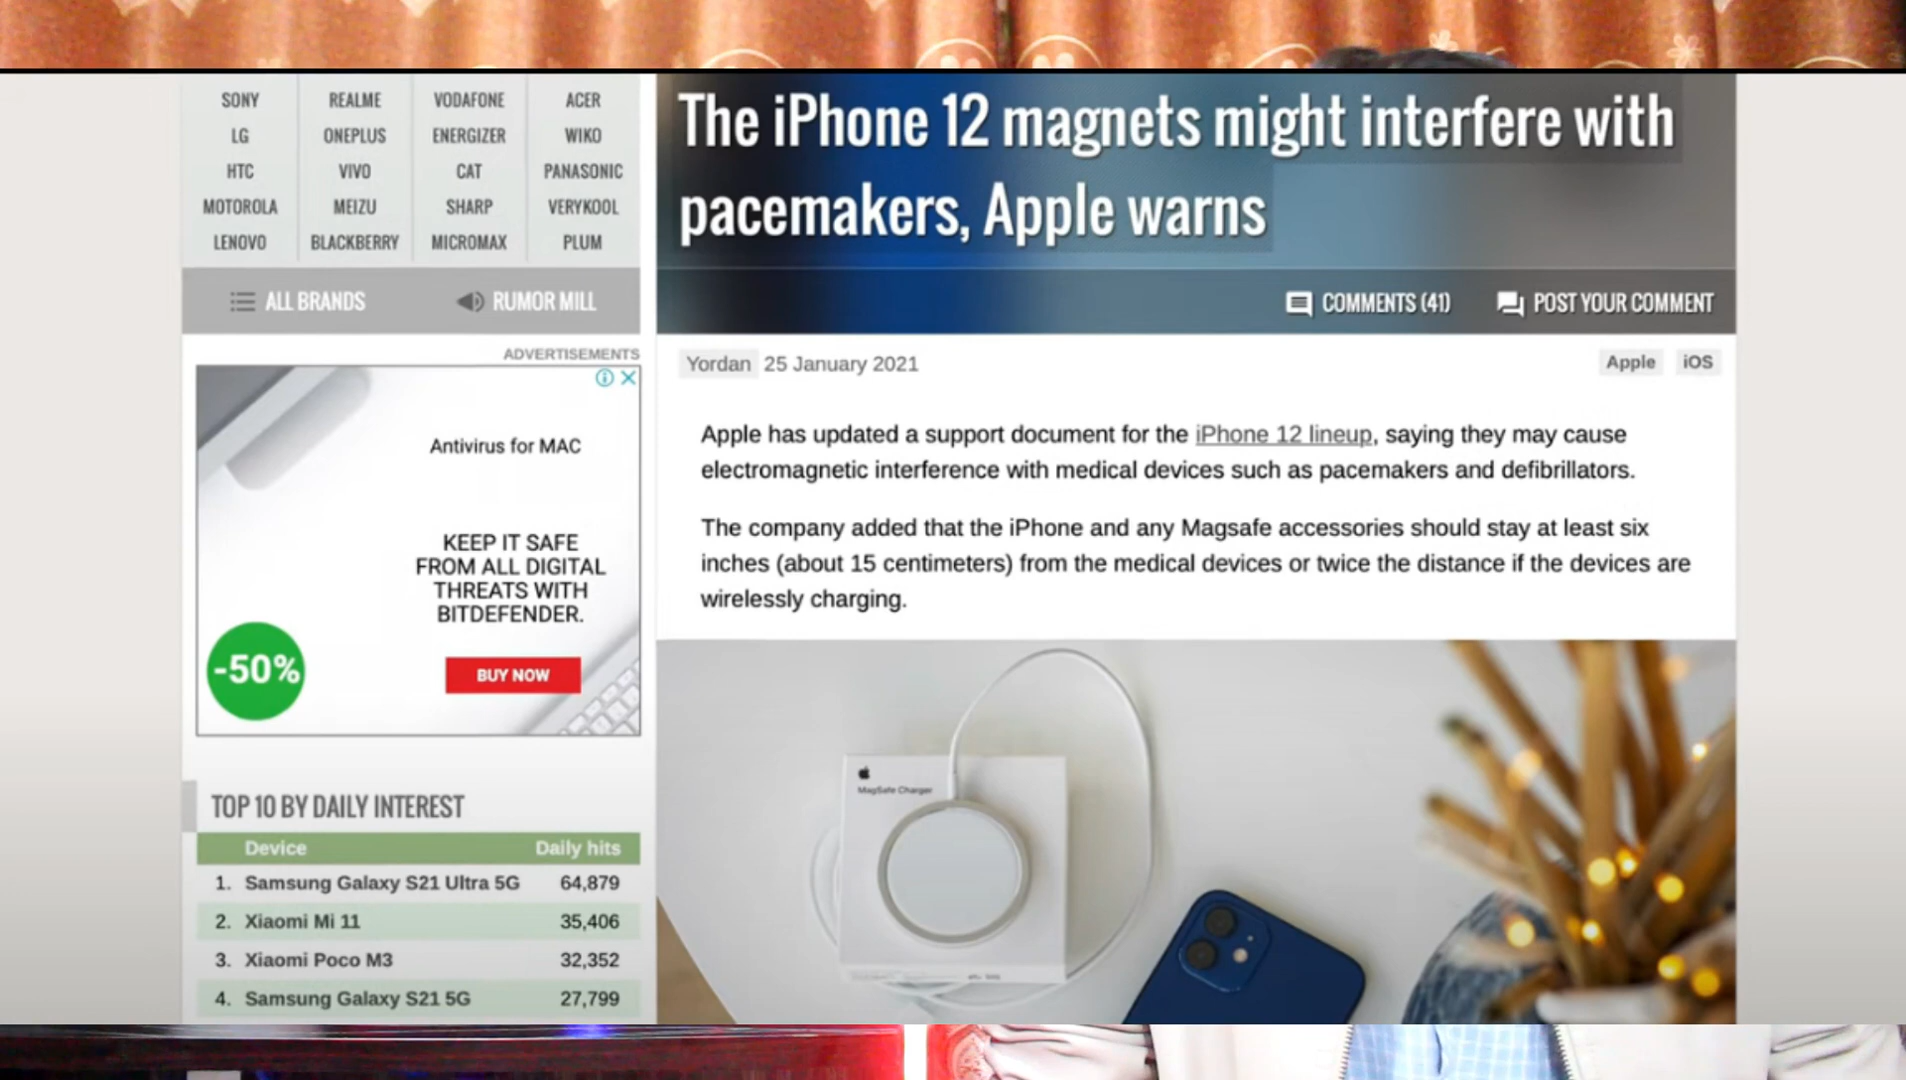 SONY REALME VODAFONE ACER
LG ONEPLUS ENERGIZER WIKO
HTC VIVO CAT PANASONIC
MOTOROLA MEIZU SHARP VERYKOOL
LENOVO BLACKBERRY MICROMAX PLUM
ALL BRANDS RUMOR MILL
ADVERTISEMENTS
Antivirus for MAC
KEEP IT SAFE
FROM ALL DIGITAL
THREATS WITH
BITDEFENDER.
-50%
BUY NOW
TOP 10 BY DAILY INTEREST
Device Daily hits
1. Samsung Galaxy S21 Ultra 5G 64,879
2. Xiaomi Mi 11 35,406
3. Xiaomi Poco M3 32,352
4. Samsung Galaxy S21 5G 27,799
The iPhone 12 magnets might interfere with
pacemakers, Apple warns
COMMENTS (41) POST YOUR COMMENT
Yordan 25 January 2021 Apple iOS
Apple has updated a support document for the iPhone 12 lineup, saying they may cause
electromagnetic interference with medical devices such as pacemakers and defibrillators.
The company added that the iPhone and any Magsafe accessories should stay at least six
inches (about 15 centimeters) from the medical devices or twice the distance if the devices are
wirelessly charging.
MagSafe Charger